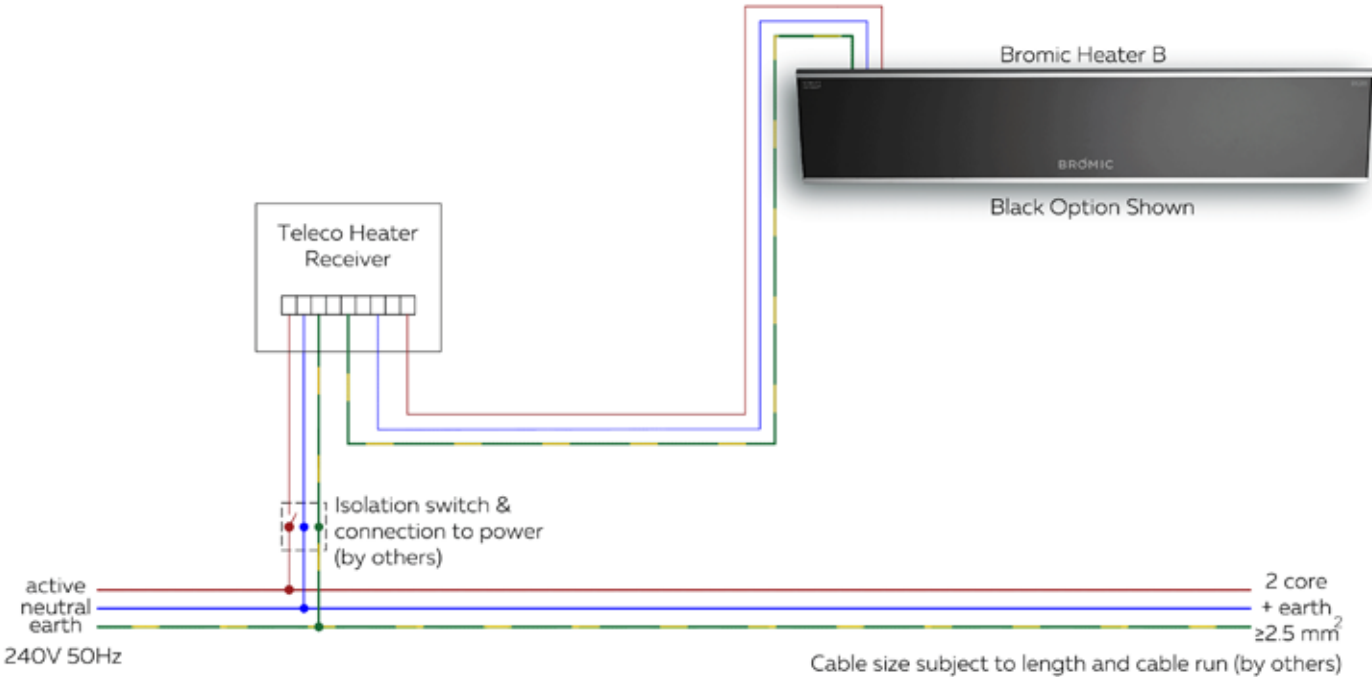 Bromic Heater B
BROMIC
Black Option Shown
Teleco Heater
Receiver
Isolation switch &
connection to power
(by others)
active
neutral
earth
240V 50Hz
2 core
+ earth
≥2.5 mm²
Cable size subject to length and cable run (by others)